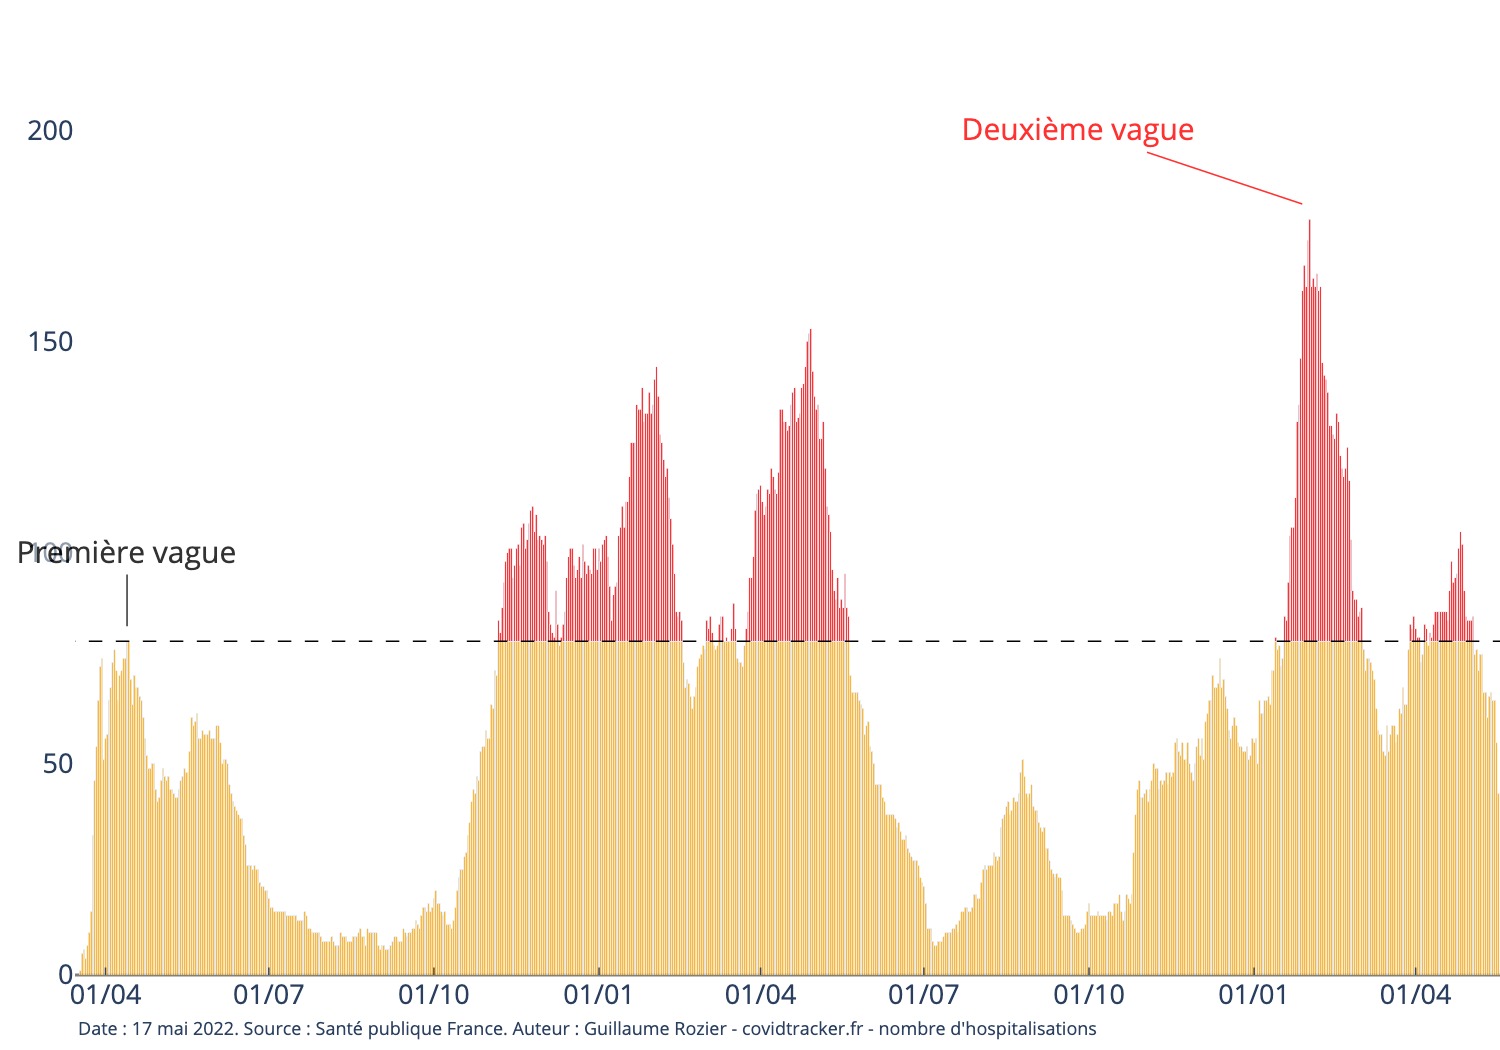 200
Deuxième vague
150
100
Première vague
50
0
01/04 01/07 01/10 01/01 01/04 01/07 01/10 01/01 01/04
Date : 17 mai 2022. Source : Santé publique France. Auteur : Guillaume Rozier - covidtracker.fr - nombre d'hospitalisations